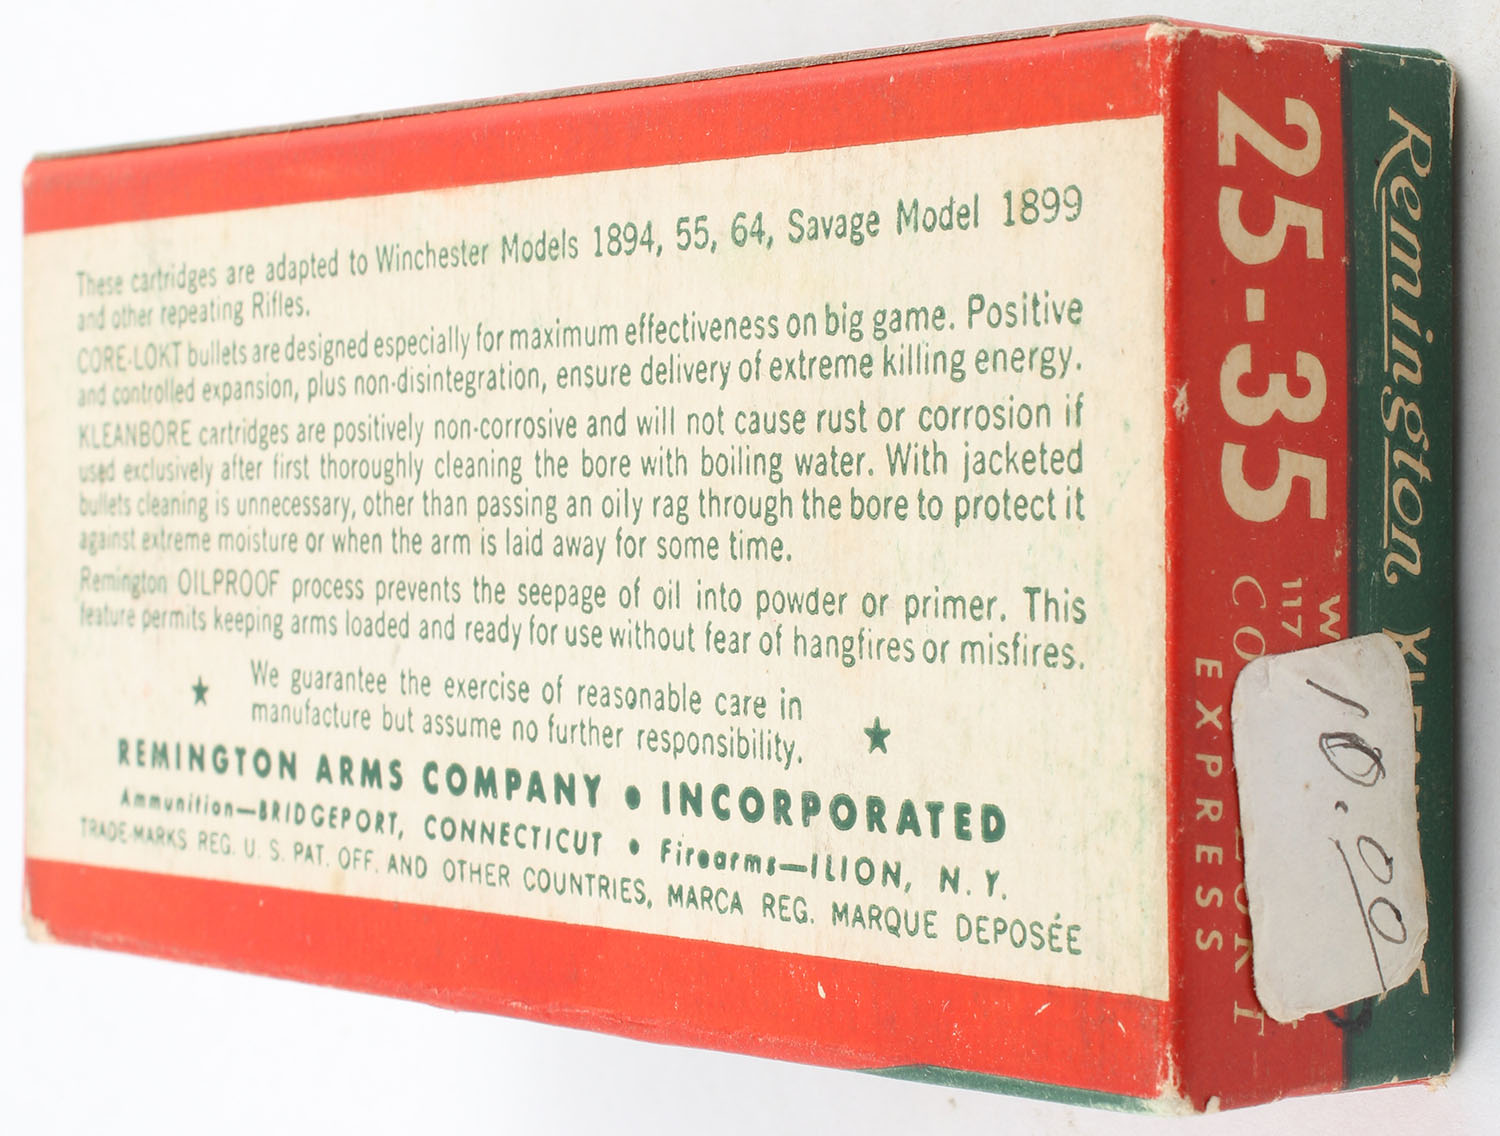 These cartridges are adapted to Winchester Models 1894, 55, 64, Savage Model 1899
and other repeating Rifles.
CORE-LOKT bullets are designed especially for maximum effectiveness on big game. Positive
and controlled expansion, plus non-disintegration, ensure delivery of extreme killing energy.
KLEANBORE cartridges are positively non-corrosive and will not cause rust or corrosion if
used exclusively after first thoroughly cleaning the bore with boiling water. With jacketed
bullets cleaning is unnecessary, other than passing an oily rag through the bore to protect it
against extreme moisture or when the arm is laid away for some time.
Remington OILPROOF process prevents the seepage of oil into powder or primer. This
feature permits keeping arms loaded and ready for use without fear of hangfires or misfires.
★ We guarantee the exercise of reasonable care in
manufacture but assume no further responsibility. ★
REMINGTON ARMS COMPANY • INCORPORATED
Ammunition—BRIDGEPORT, CONNECTICUT • Firearms—ILION, N. Y.
TRADE-MARKS REG. U. S. PAT. OFF. AND OTHER COUNTRIES, MARCA REG. MARQUE DEPOSÉE
Remington
25-35
117
EXPRESS
10.00